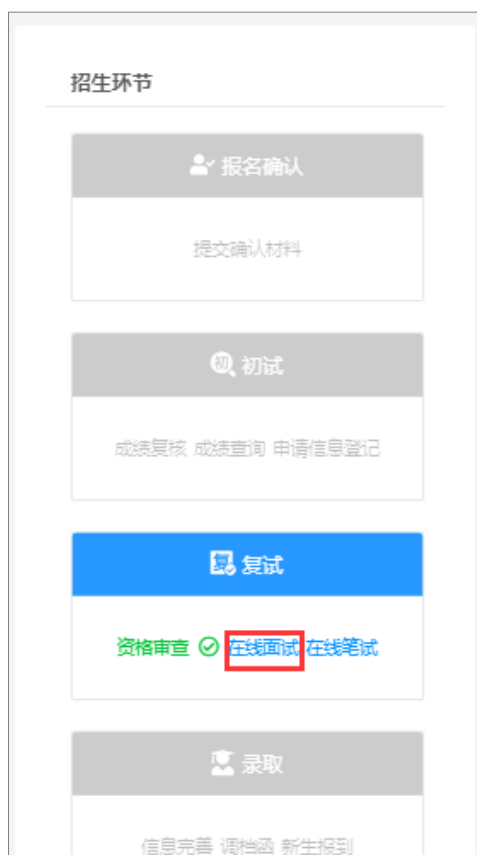 招生环节
报名确认
提交确认材料
初试
成绩复核 成绩查询 申请信息登记
复试
资格审查 在线面试 在线笔试
录取
信息完善 调档函 新生报到